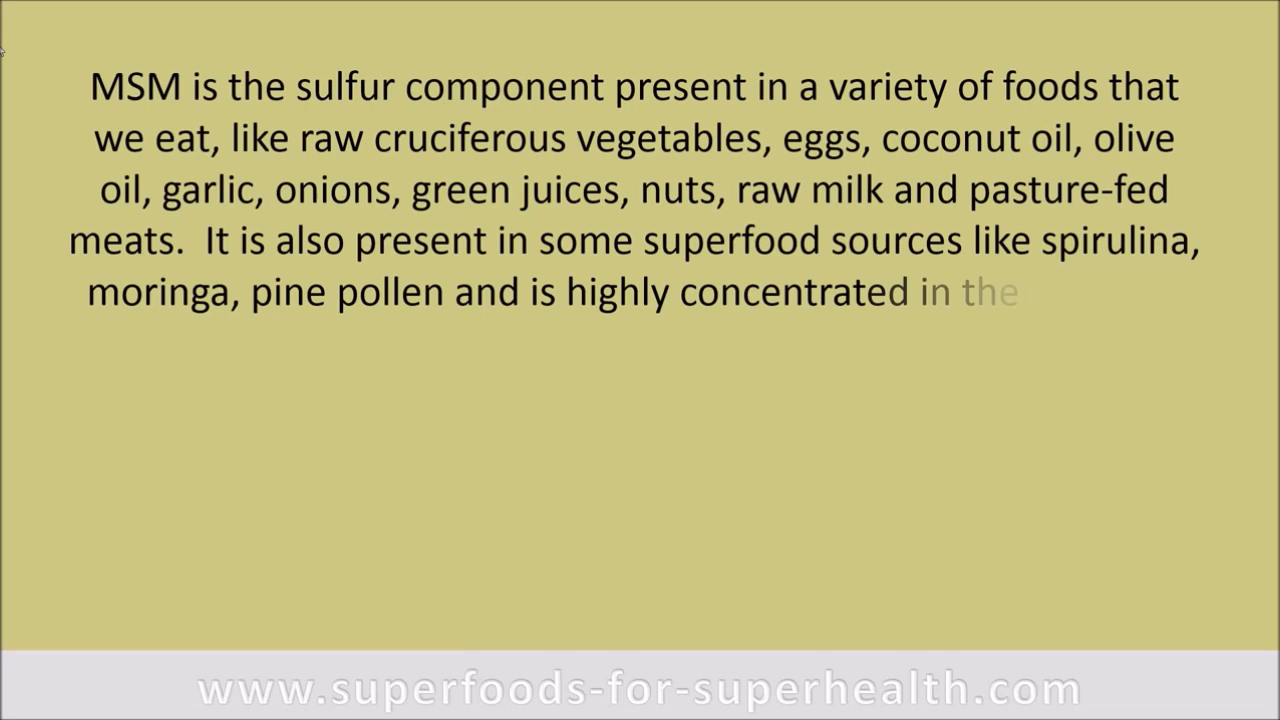 MSM is the sulfur component present in a variety of foods that
we eat, like raw cruciferous vegetables, eggs, coconut oil, olive
oil, garlic, onions, green juices, nuts, raw milk and pasture-fed
meats.  It is also present in some superfood sources like spirulina,
moringa, pine pollen and is highly concentrated in the
www.superfoods-for-superhealth.com